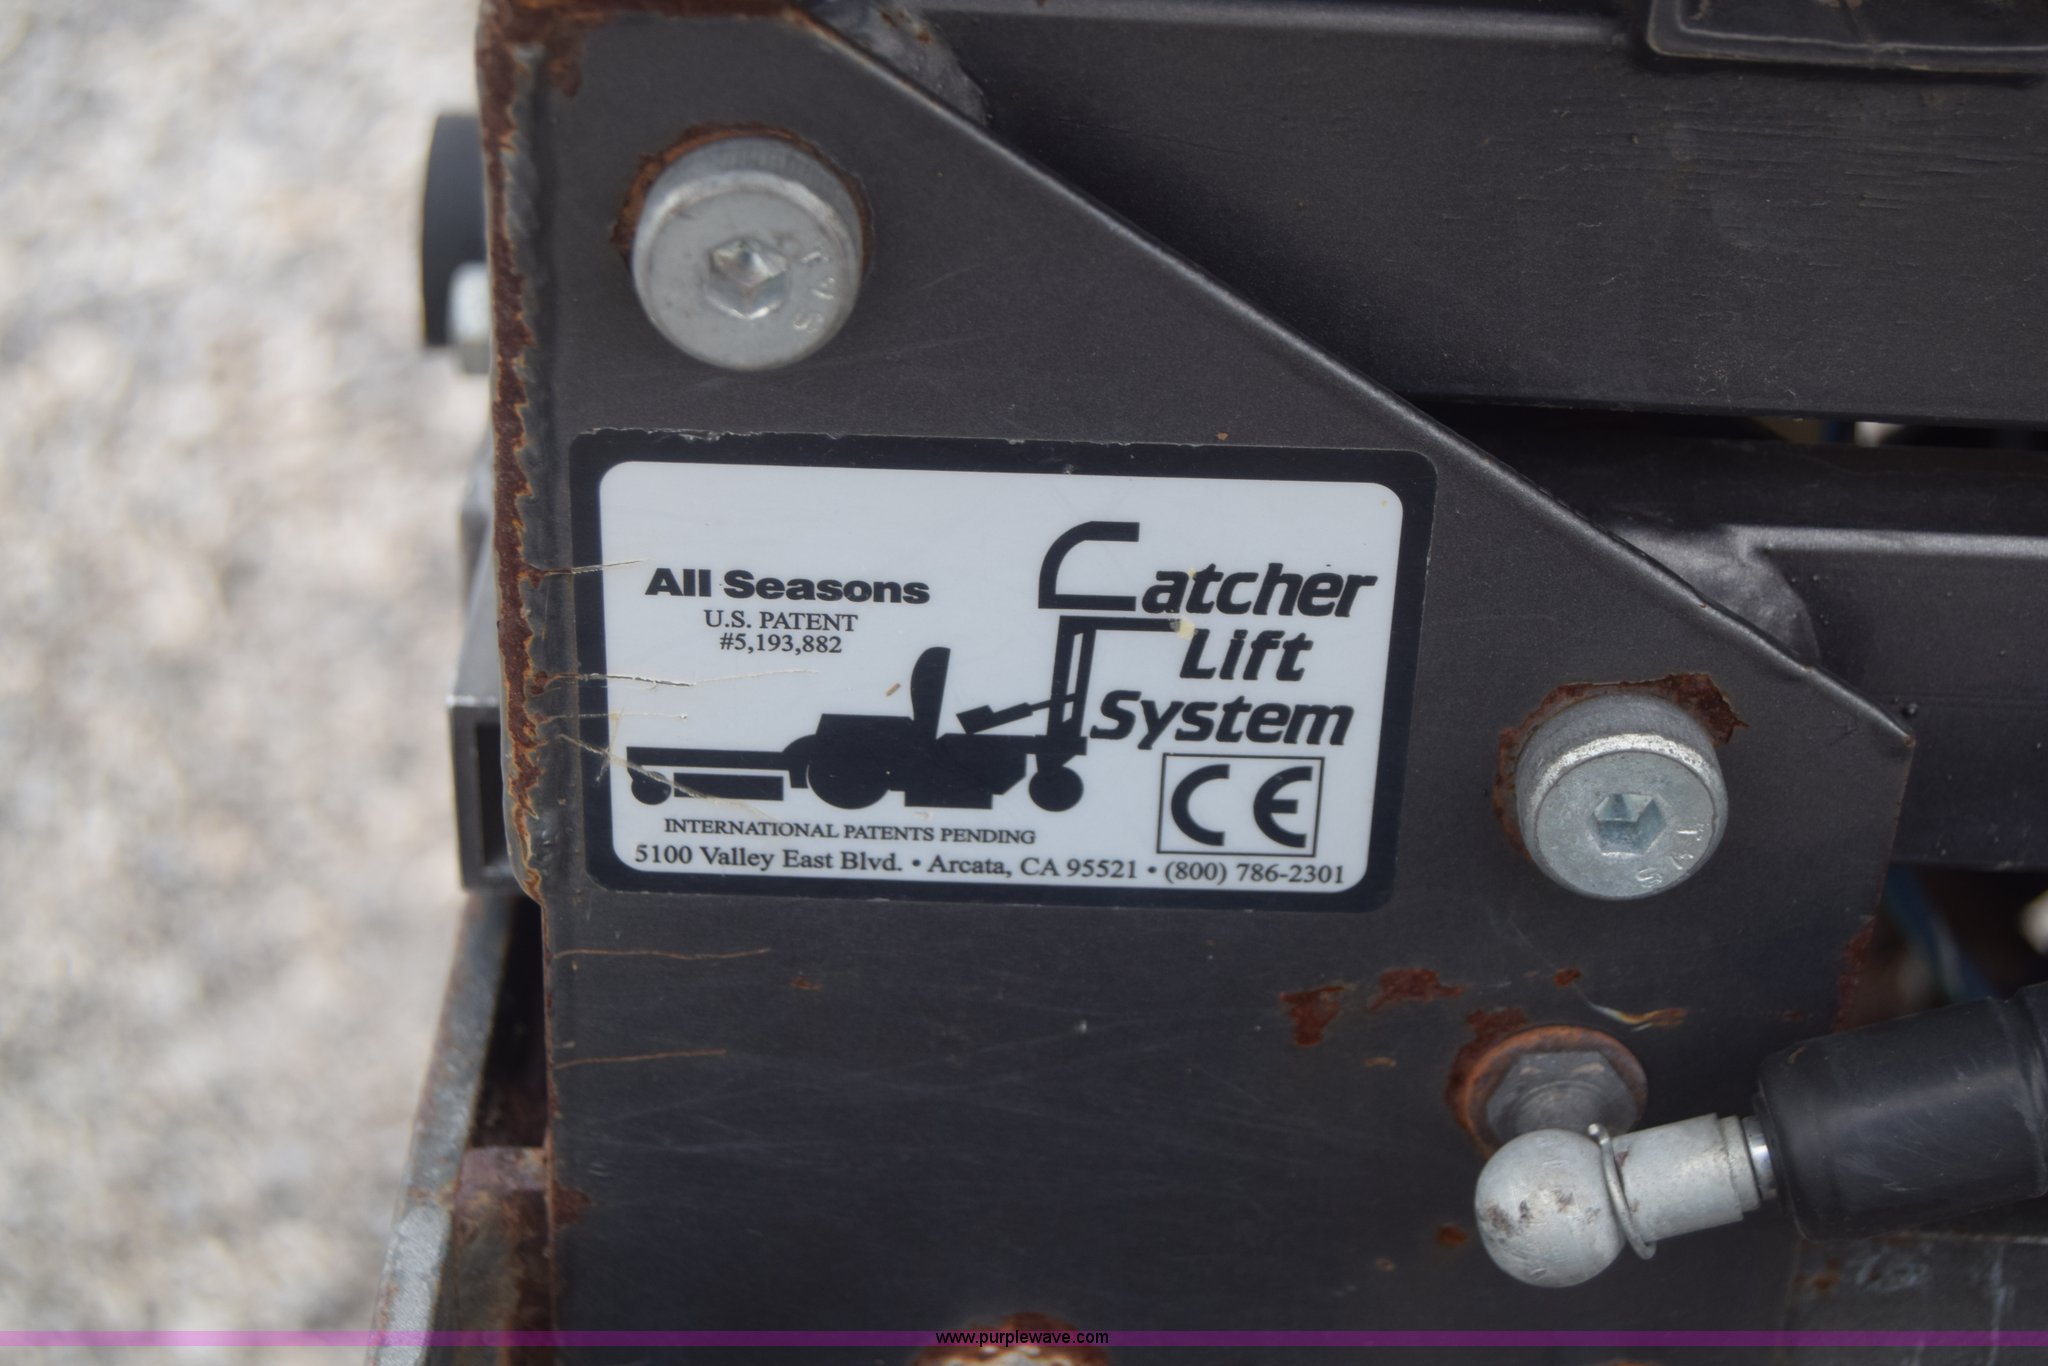 All Seasons
U.S. PATENT
#5,193,882
Catcher
Lift
System
CE
INTERNATIONAL PATENTS PENDING
5100 Valley East Blvd. • Arcata, CA 95521 • (800) 786-2301
www.purplewave.com